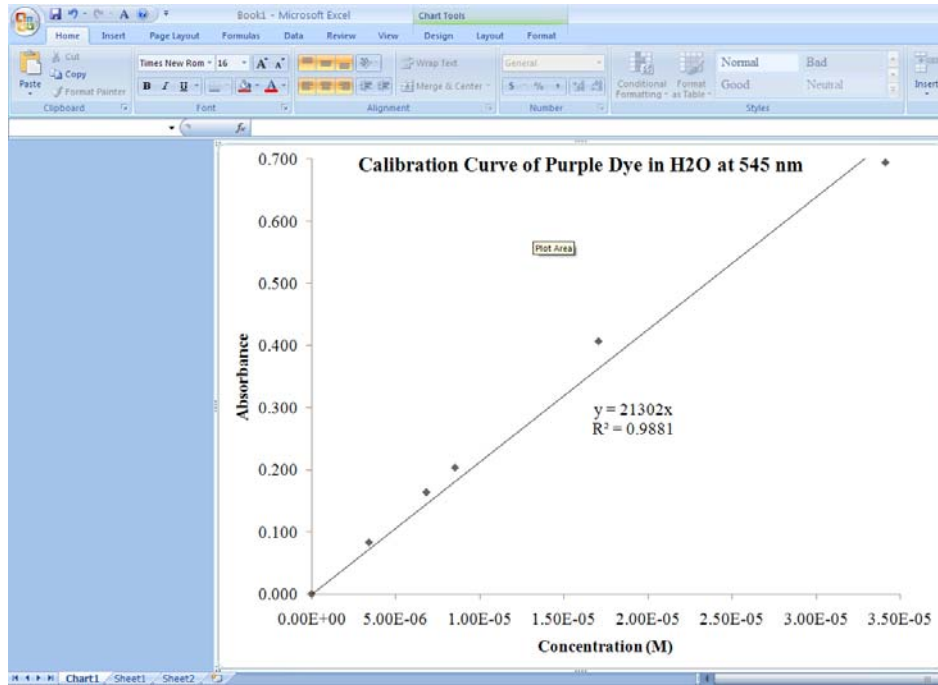 Book1 - Microsoft Excel
Chart Tools
Home Insert Page Layout Formulas Data Review View Design Layout Format
Cut
Copy
Format Painter
Paste
Clipboard
Times New Rom 16
B I U
Font
Wrap Text
Merge & Center
Alignment
General
$ % ,
Number
Conditional Formatting
Format as Table
Normal Bad
Good Neutral
Styles
Insert
fx
Calibration Curve of Purple Dye in H2O at 545 nm
0.700
0.600
Plot Area
0.500
0.400
Absorbance
0.300
y = 21302x
R² = 0.9881
0.200
0.100
0.000
0.00E+00 5.00E-06 1.00E-05 1.50E-05 2.00E-05 2.50E-05 3.00E-05 3.50E-05
Concentration (M)
Chart1 Sheet1 Sheet2